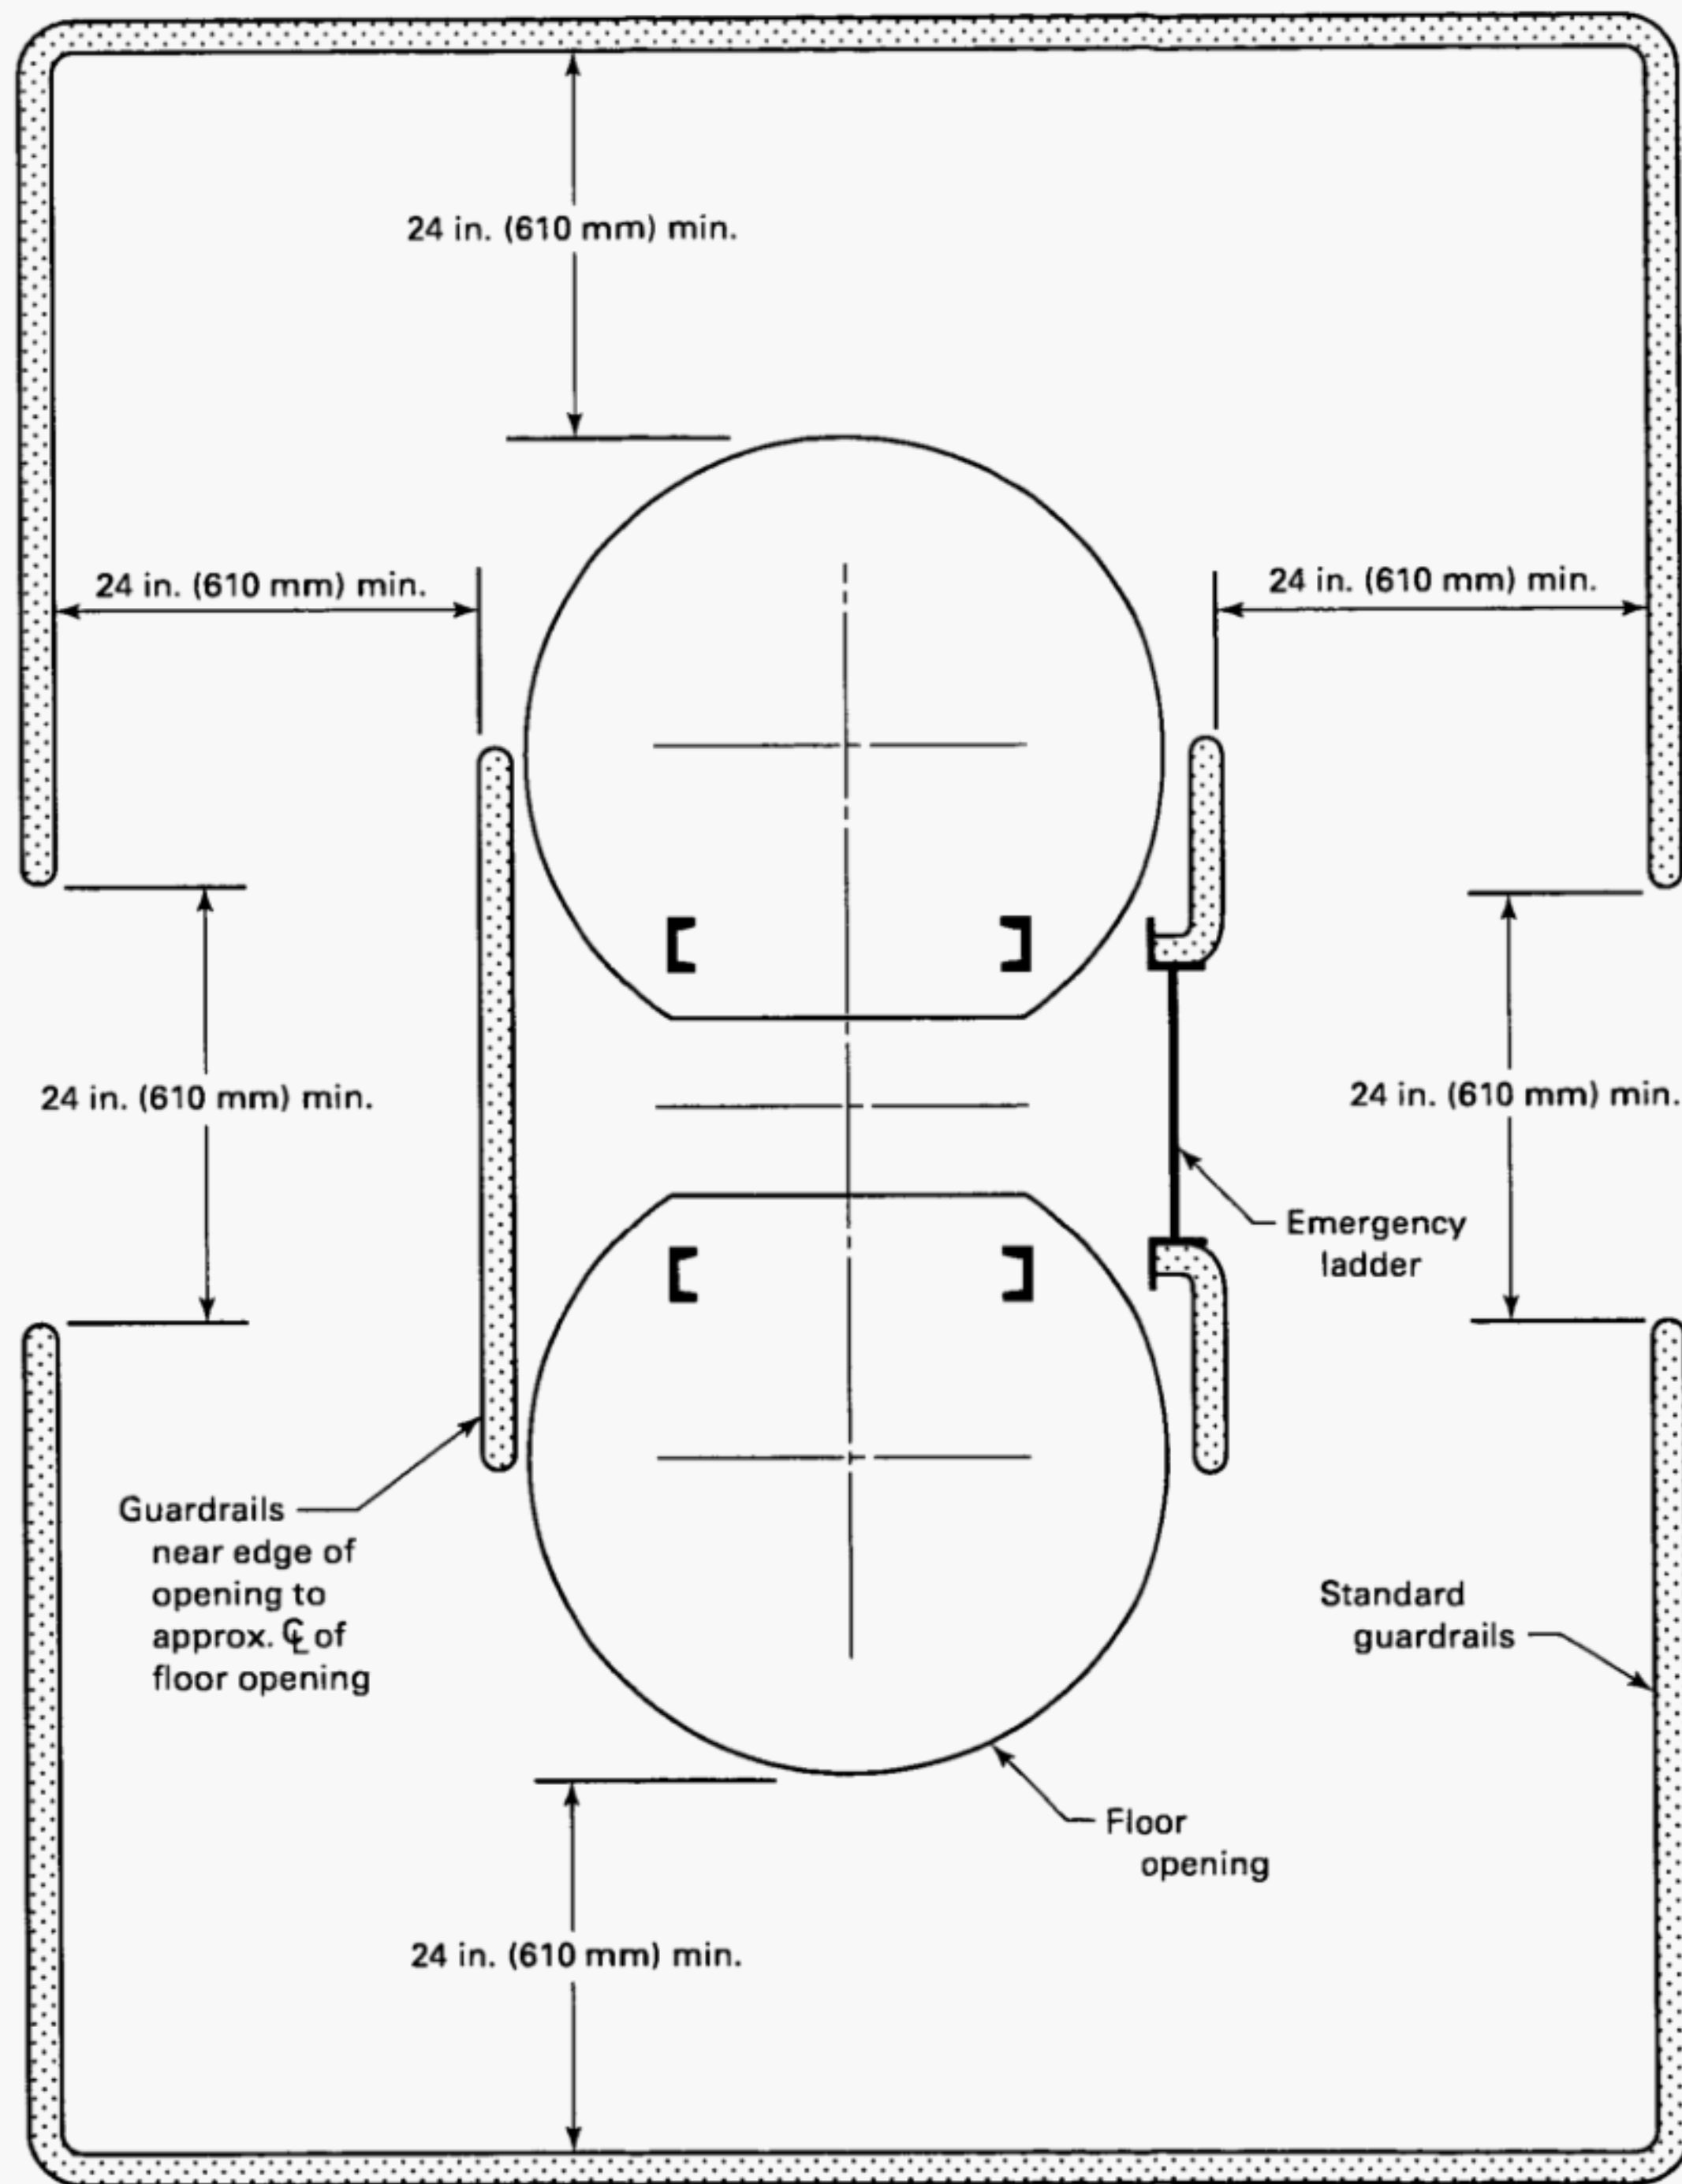 24 in. (610 mm) min.
24 in. (610 mm) min.
24 in. (610 mm) min.
24 in. (610 mm) min.
24 in. (610 mm) min.
Emergency
ladder
Guardrails
near edge of
opening to
approx. ℄ of
floor opening
Standard
guardrails
Floor
opening
24 in. (610 mm) min.